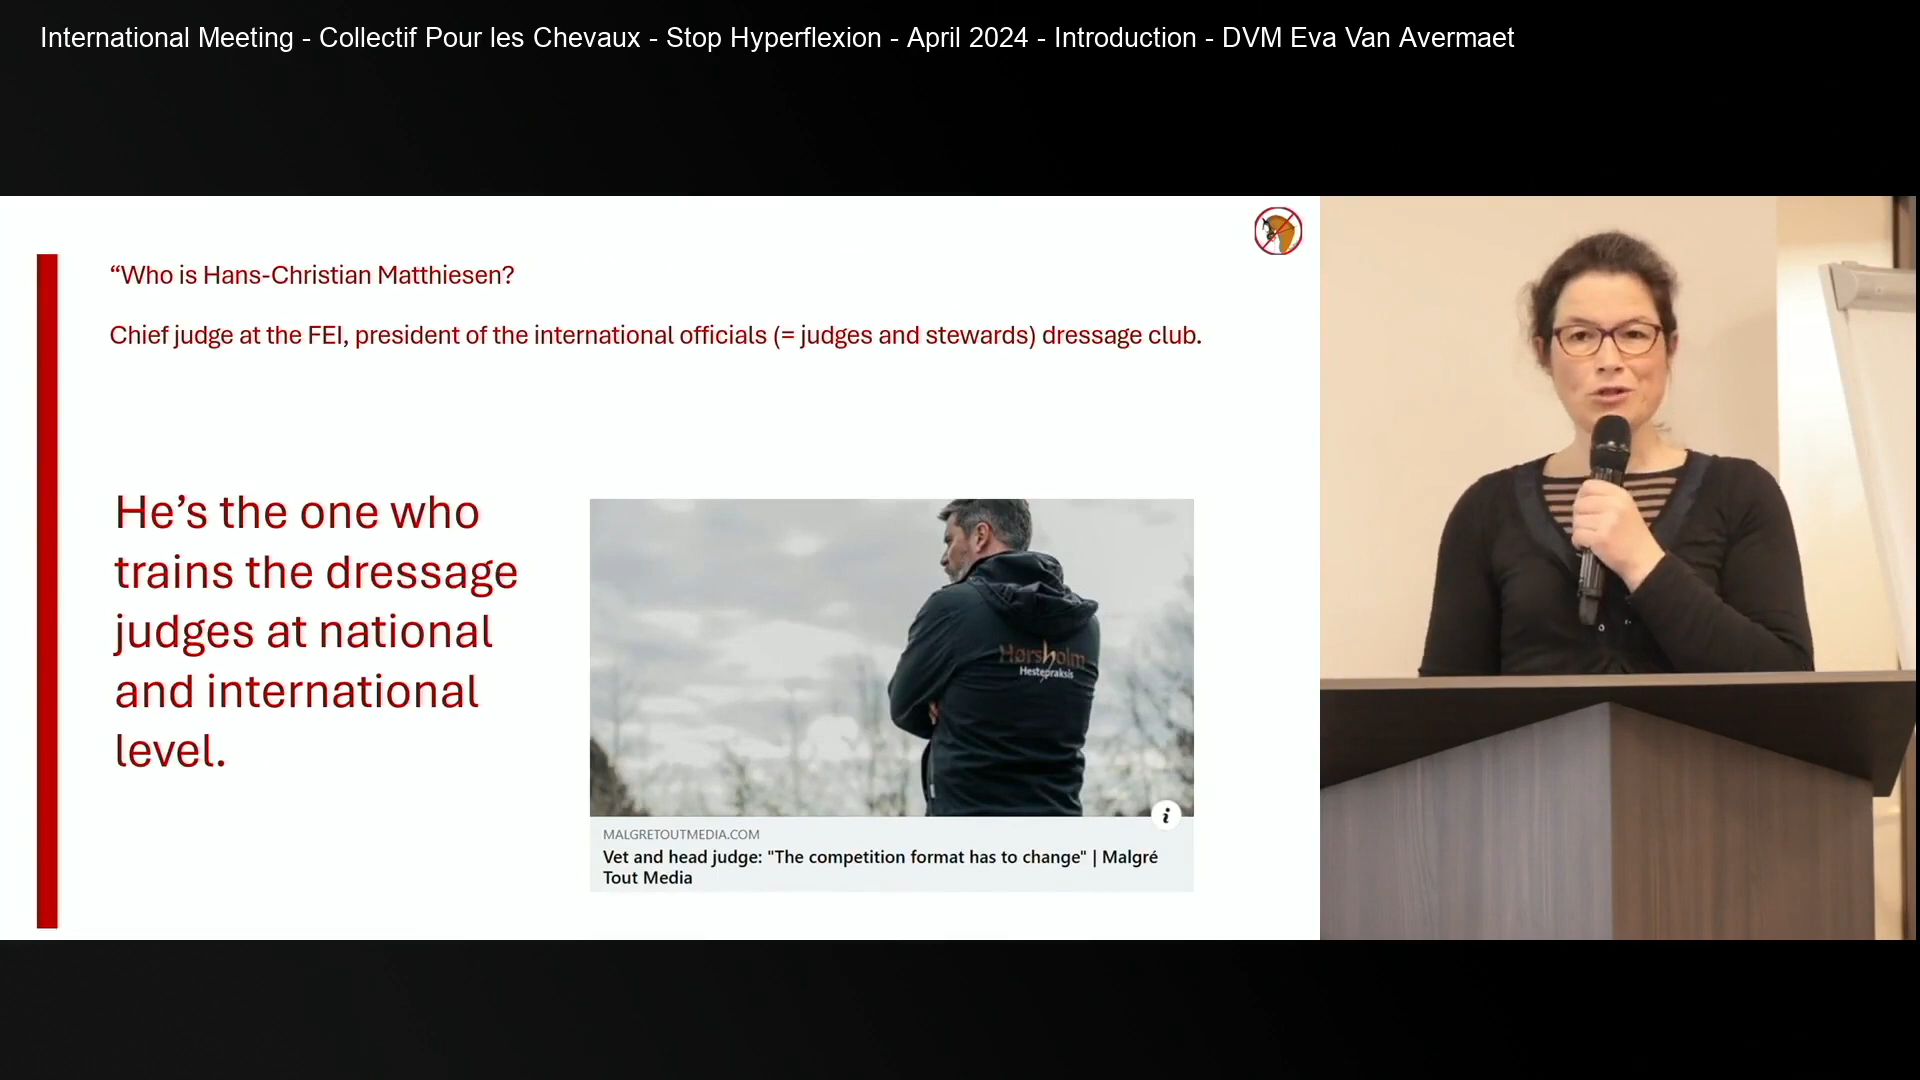 International Meeting - Collectif Pour les Chevaux - Stop Hyperflexion - April 2024 - Introduction - DVM Eva Van Avermaet
“Who is Hans-Christian Matthiesen?
Chief judge at the FEI, president of the international officials (= judges and stewards) dressage club.
He’s the one who
trains the dressage
judges at national
and international
level.
Hørsholm
Hestepraksis
i
MALGRETOUTMEDIA.COM
Vet and head judge: "The competition format has to change" | Malgré
Tout Media